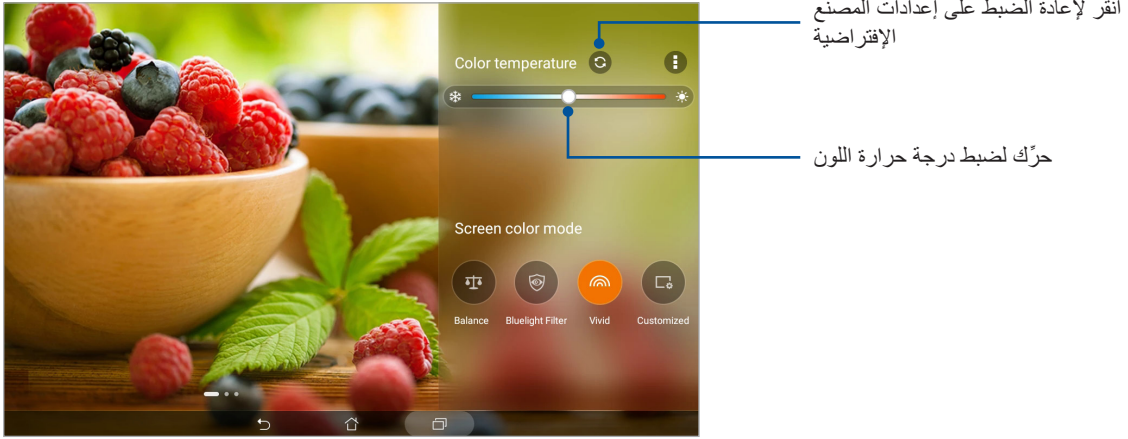 انقر لإعادة الضبط على إعدادات المصنع
الإفتراضية
Color temperature
حرِّك لضبط درجة حرارة اللون
Screen color mode
Balance Bluelight Filter Vivid Customized